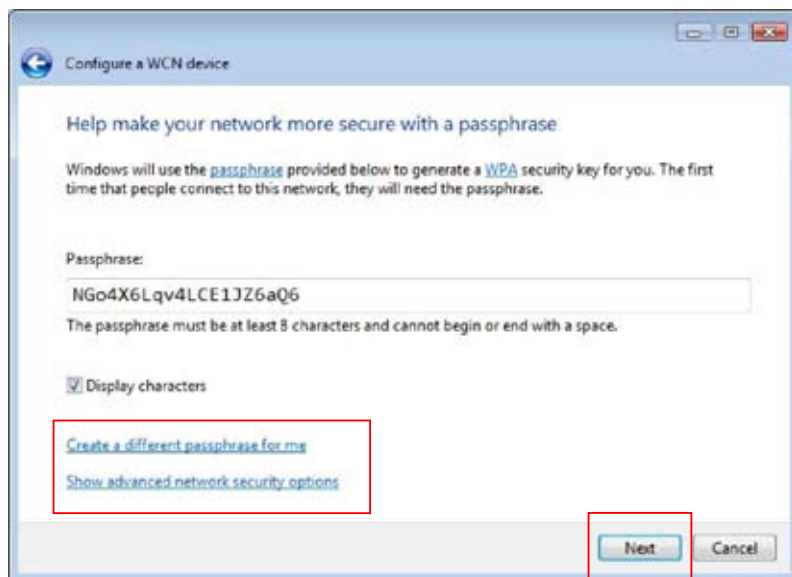 Configure a WCN device
Help make your network more secure with a passphrase
Windows will use the passphrase provided below to generate a WPA security key for you. The first
time that people connect to this network, they will need the passphrase.
Passphrase:
NGo4X6Lqv4LCE1JZ6aQ6
The passphrase must be at least 8 characters and cannot begin or end with a space.
Display characters
Create a different passphrase for me
Show advanced network security options
Next Cancel